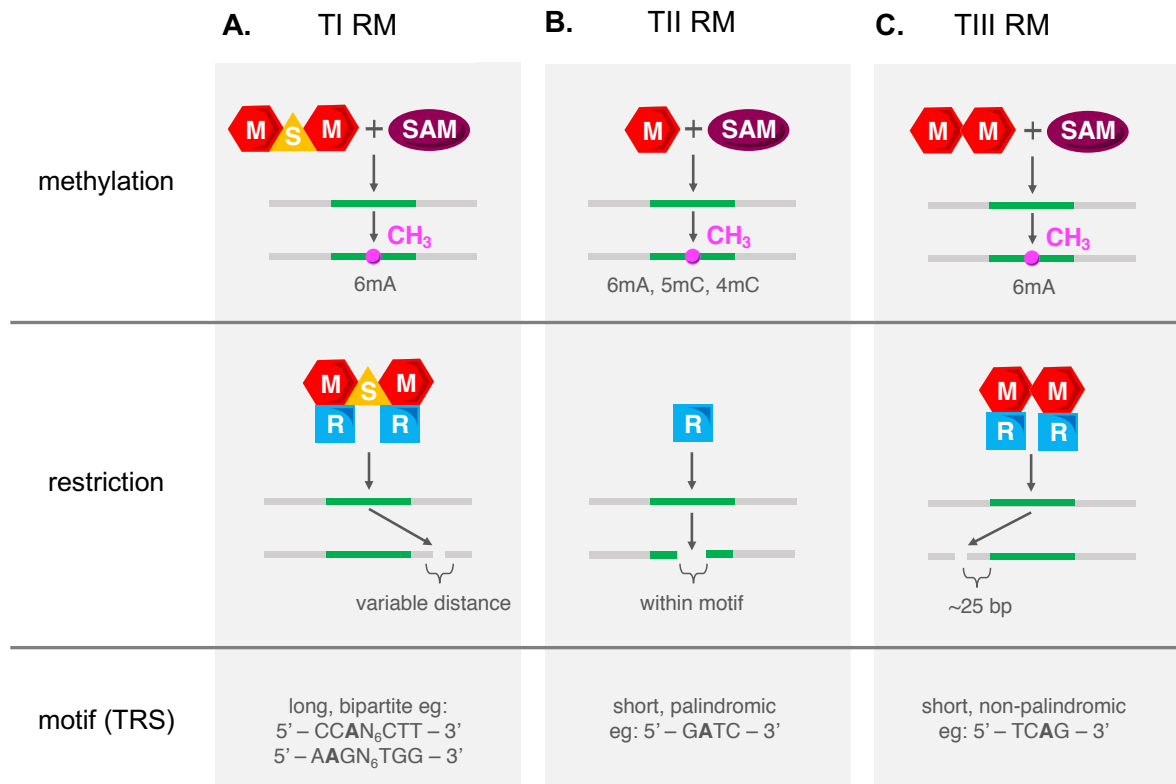 A. TI RM
B. TII RM
C. TIII RM
methylation
M S M + SAM
CH₃
6mA
M + SAM
CH₃
6mA, 5mC, 4mC
M M + SAM
CH₃
6mA
restriction
M S M
R R
variable distance
R
within motif
M M
R R
~25 bp
motif (TRS)
long, bipartite eg:
5’ – CCAN₆CTT – 3’
5’ – AAGN₆TGG – 3’
short, palindromic
eg: 5’ – GATC – 3’
short, non-palindromic
eg: 5’ – TCAG – 3’